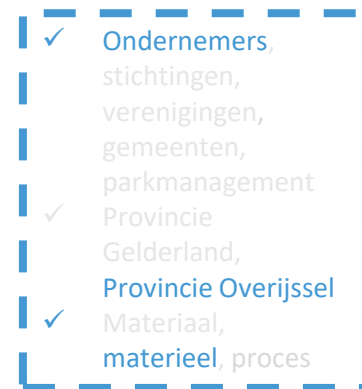 ✓ Ondernemers,
stichtingen,
verenigingen,
gemeenten,
parkmanagement
✓ Provincie
Gelderland,
Provincie Overijssel
✓ Materiaal,
materieel, proces